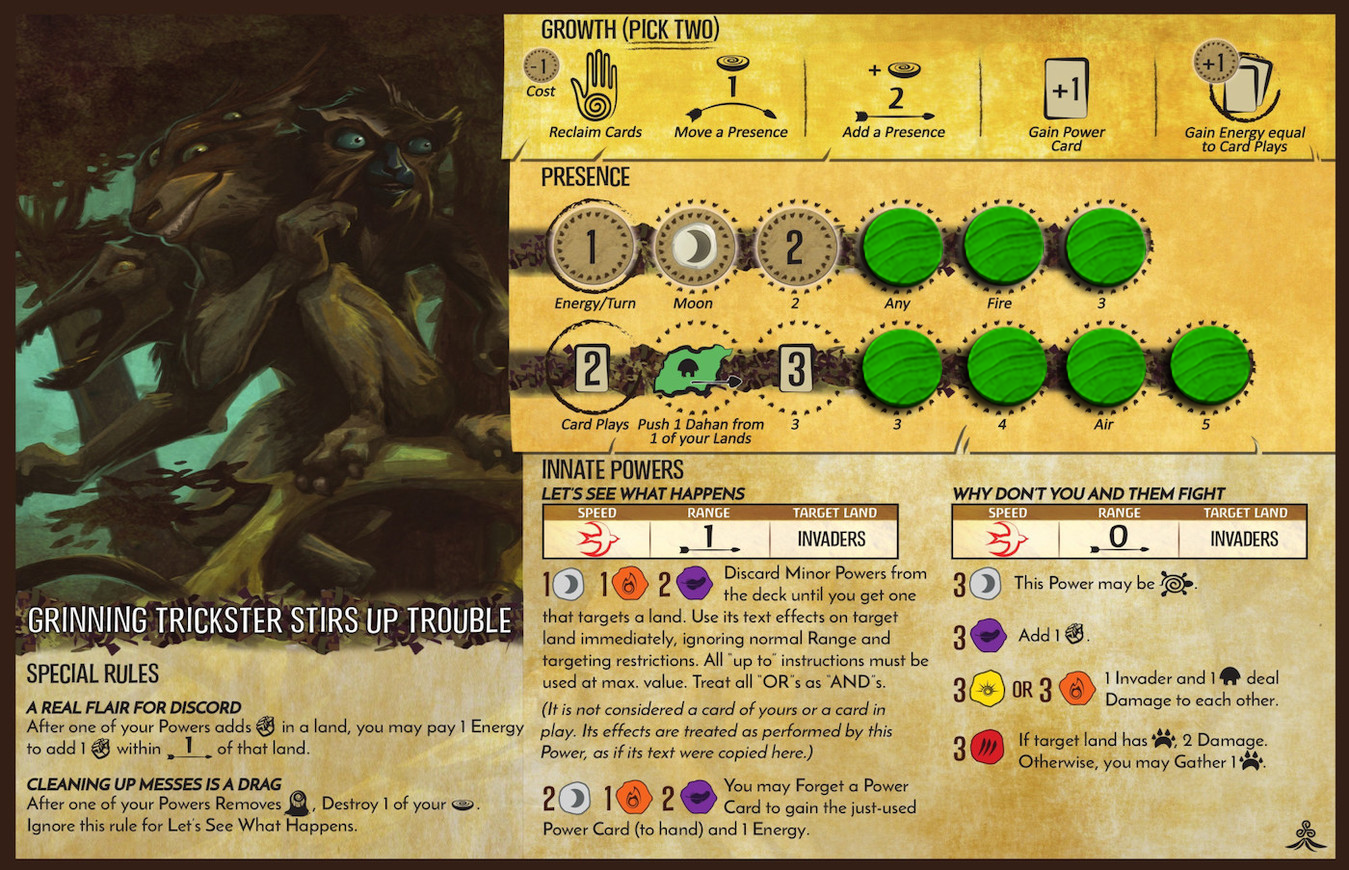 GROWTH (PICK TWO)
-1
Cost
Reclaim Cards
1
Move a Presence
+
2
Add a Presence
+1
Gain Power
Card
+1
Gain Energy equal
to Card Plays
PRESENCE
1
2
Energy/Turn
Moon
2
Any
Fire
3
2
3
Card Plays
Push 1 Dahan from
1 of your Lands
3
3
4
Air
5
GRINNING TRICKSTER STIRS UP TROUBLE
SPECIAL RULES
A REAL FLAIR FOR DISCORD
After one of your Powers adds in a land, you may pay 1 Energy
to add 1 within 1 of that land.
CLEANING UP MESSES IS A DRAG
After one of your Powers Removes , Destroy 1 of your .
Ignore this rule for Let's See What Happens.
INNATE POWERS
LET'S SEE WHAT HAPPENS
SPEED RANGE TARGET LAND
1 INVADERS
1 1 2 Discard Minor Powers from
the deck until you get one
that targets a land. Use its text effects on target
land immediately, ignoring normal Range and
targeting restrictions. All "up to" instructions must be
used at max. value. Treat all "OR"s as "AND"s.
(It is not considered a card of yours or a card in
play. Its effects are treated as performed by this
Power, as if its text were copied here.)
2 1 2 You may Forget a Power
Card to gain the just-used
Power Card (to hand) and 1 Energy.
WHY DON'T YOU AND THEM FIGHT
SPEED RANGE TARGET LAND
0 INVADERS
3 This Power may be .
3 Add 1 .
3 OR 3 1 Invader and 1 deal
Damage to each other.
3 If target land has , 2 Damage.
Otherwise, you may Gather 1 .